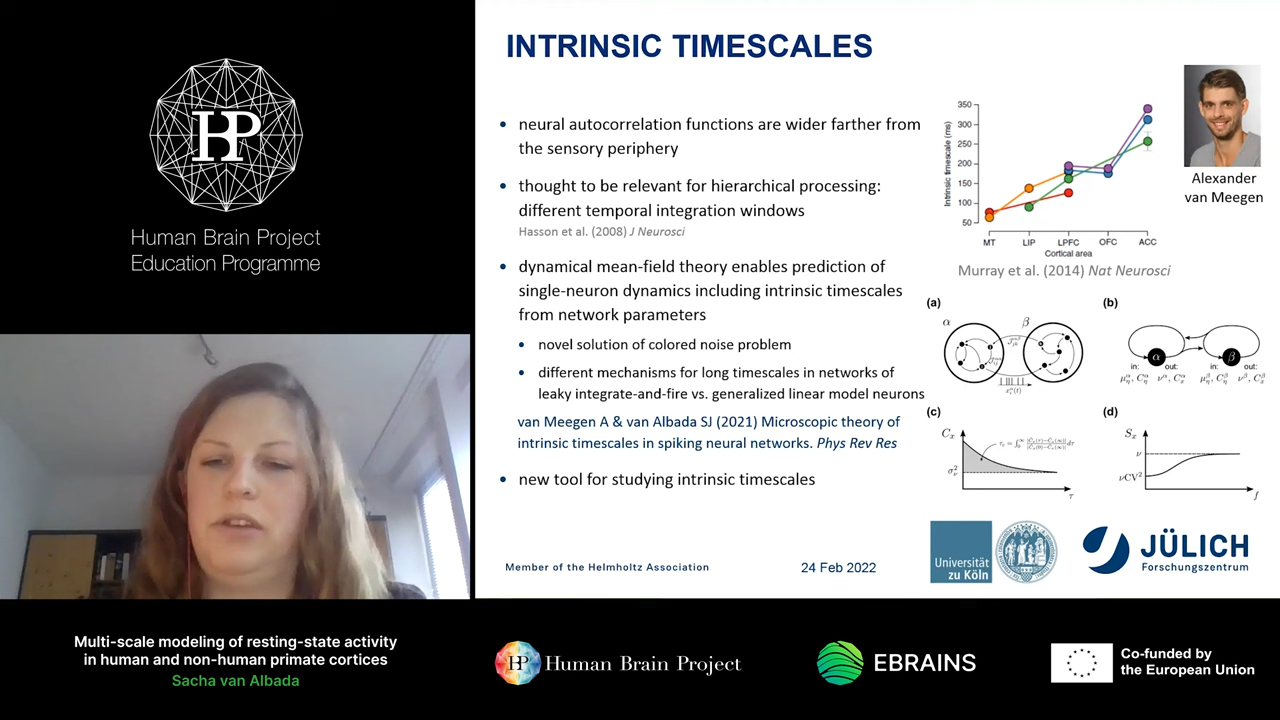 HP
Human Brain Project
Education Programme
INTRINSIC TIMESCALES
• neural autocorrelation functions are wider farther from
the sensory periphery
• thought to be relevant for hierarchical processing:
different temporal integration windows
Hasson et al. (2008) J Neurosci
• dynamical mean-field theory enables prediction of
single-neuron dynamics including intrinsic timescales
from network parameters
• novel solution of colored noise problem
• different mechanisms for long timescales in networks of
leaky integrate-and-fire vs. generalized linear model neurons
van Meegen A & van Albada SJ (2021) Microscopic theory of
intrinsic timescales in spiking neural networks. Phys Rev Res
• new tool for studying intrinsic timescales
Intrinsic timescale (ms)
350
300
250
200
150
100
50
MT LIP LPFC OFC ACC
Cortical area
Murray et al. (2014) Nat Neurosci
Alexander
van Meegen
(a)
α β
(b)
α β
in: out: in: out:
(c)
(d)
τ
f
Member of the Helmholtz Association
24 Feb 2022
Universität
zu Köln
JÜLICH
Forschungszentrum
Multi-scale modeling of resting-state activity
in human and non-human primate cortices
Sacha van Albada
HP Human Brain Project
EBRAINS
Co-funded by
the European Union